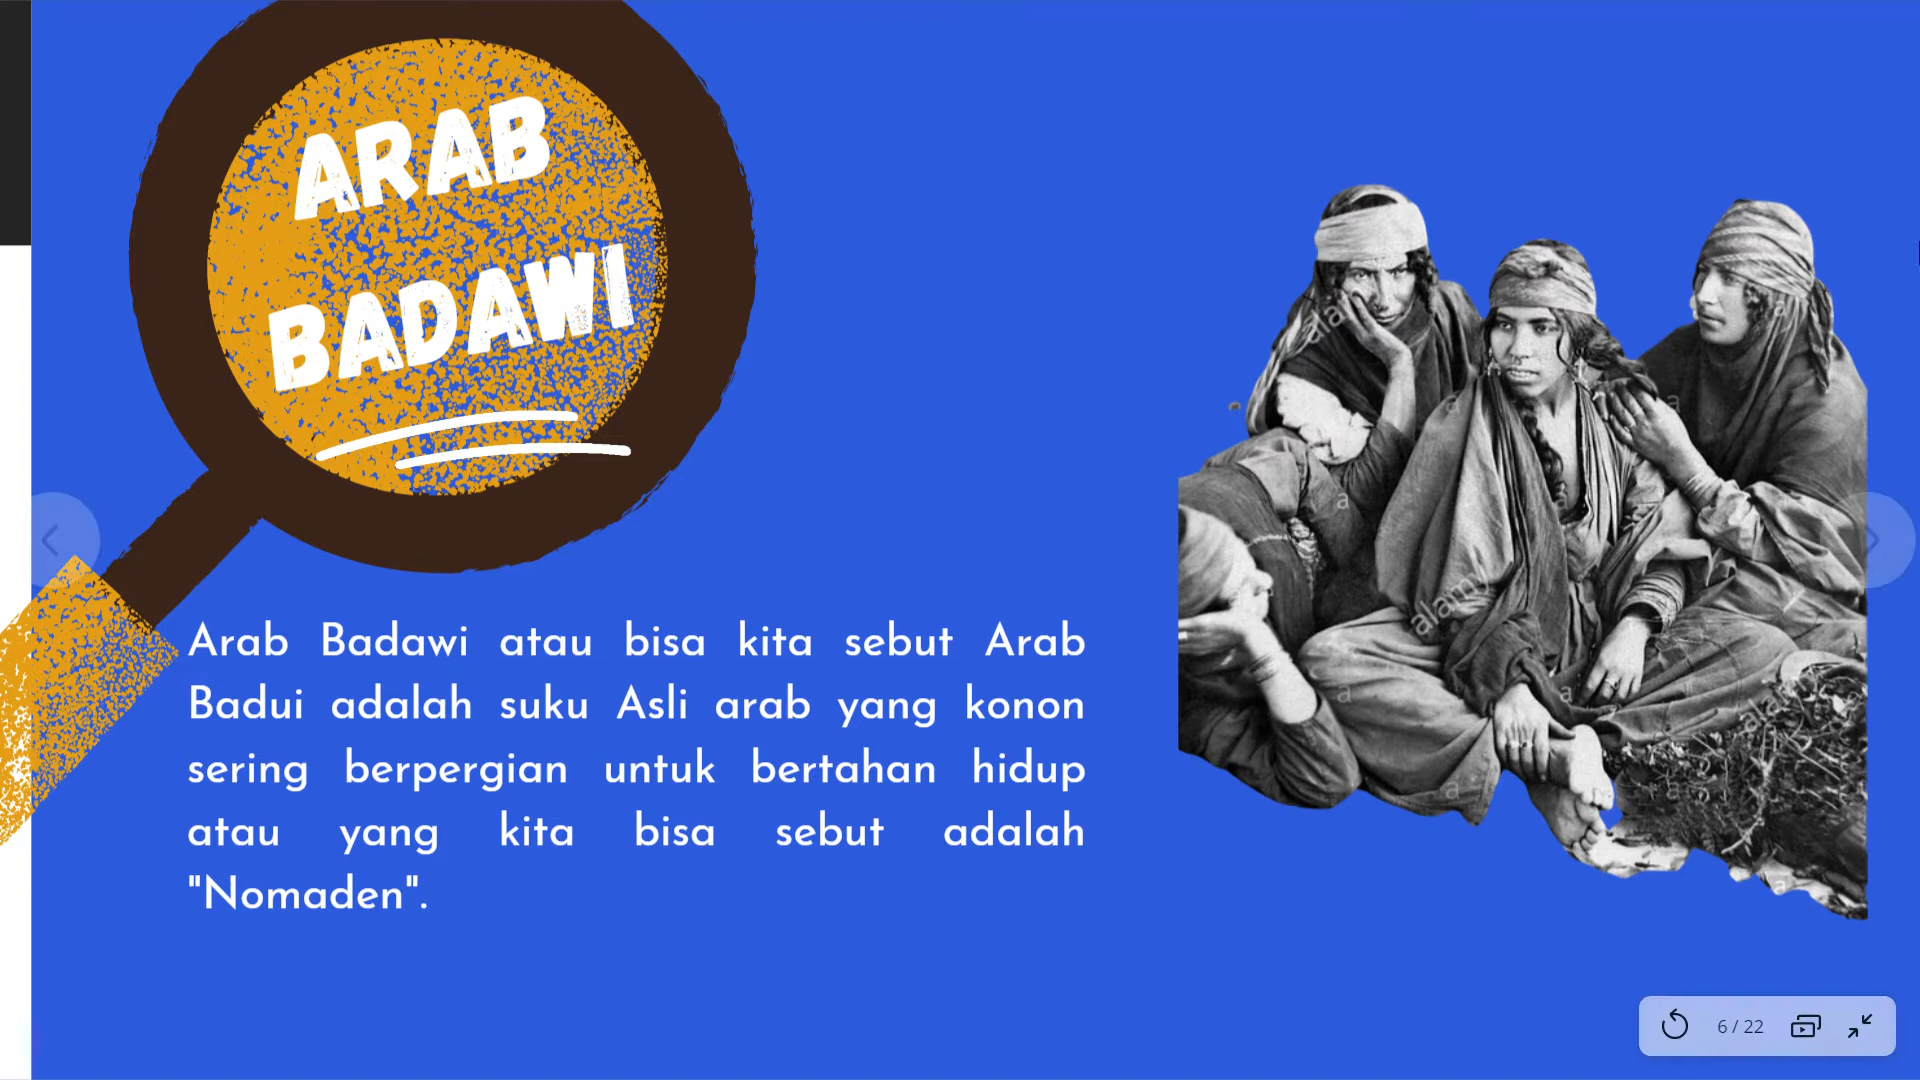 ARAB
BADAWI
Arab Badawi atau bisa kita sebut Arab
Badui adalah suku Asli arab yang konon
sering berpergian untuk bertahan hidup
atau yang kita bisa sebut adalah
"Nomaden".
alamy
6 / 22